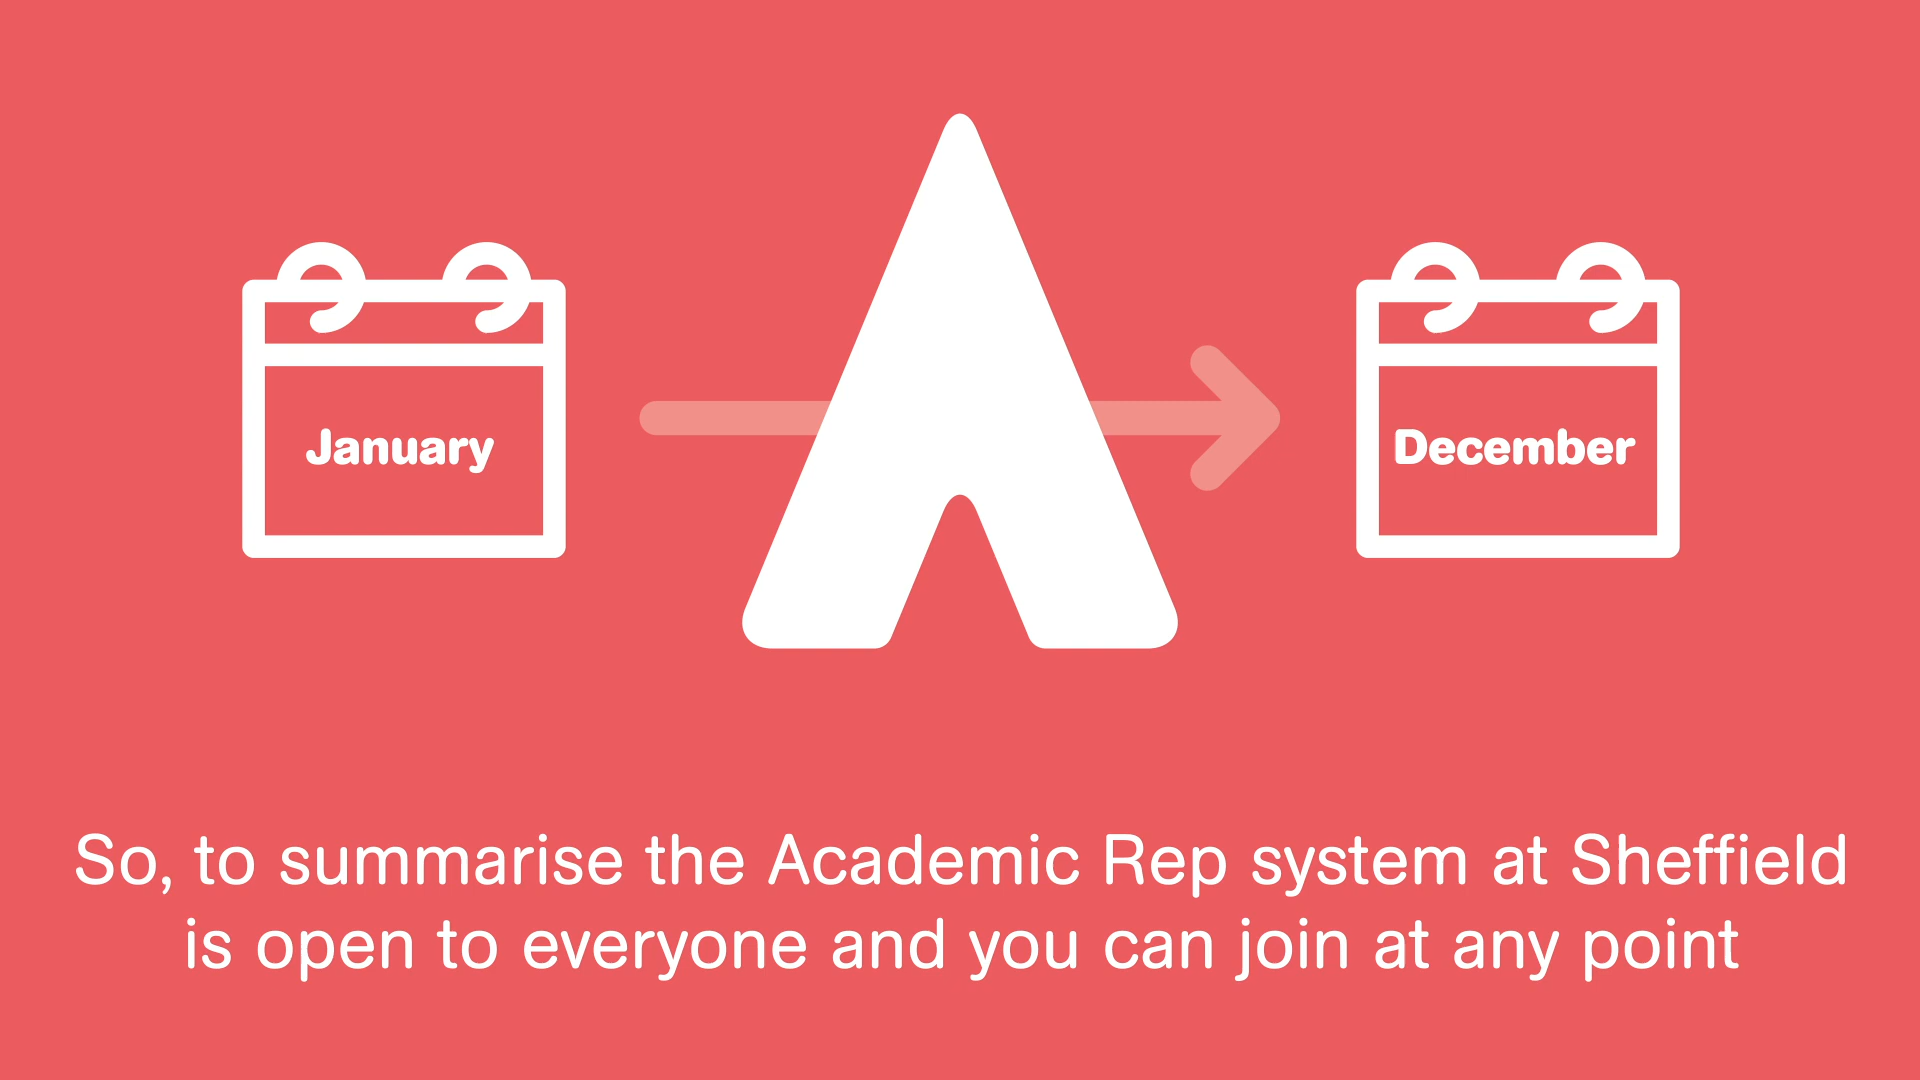 January
December
So, to summarise the Academic Rep system at Sheffield
is open to everyone and you can join at any point